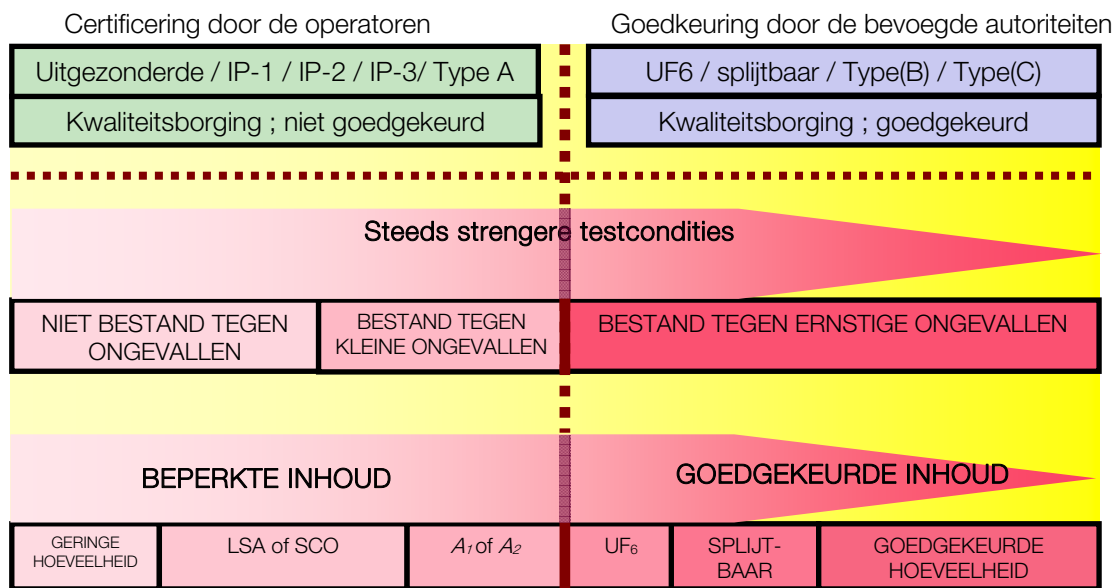 Certificering door de operatoren
Goedkeuring door de bevoegde autoriteiten
Uitgezonderde / IP-1 / IP-2 / IP-3/ Type A
UF6 / splijtbaar / Type(B) / Type(C)
Kwaliteitsborging ; niet goedgekeurd
Kwaliteitsborging ; goedgekeurd
Steeds strengere testcondities
NIET BESTAND TEGEN
ONGEVALLEN
BESTAND TEGEN
KLEINE ONGEVALLEN
BESTAND TEGEN ERNSTIGE ONGEVALLEN
BEPERKTE INHOUD
GOEDGEKEURDE INHOUD
GERINGE
HOEVEELHEID
LSA of SCO
A₁ of A₂
UF₆
SPLIJT-
BAAR
GOEDGEKEURDE
HOEVEELHEID